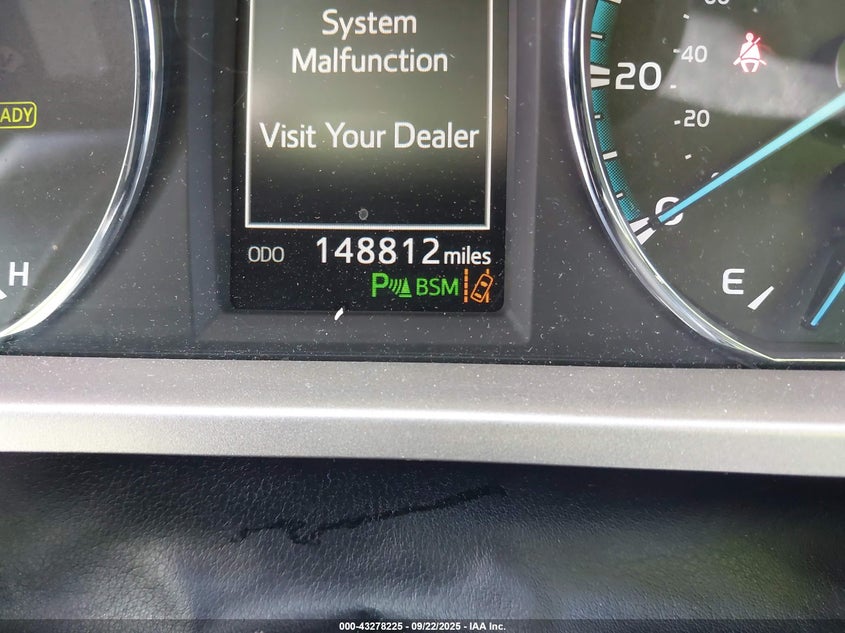 System
Malfunction
Visit Your Dealer
ADY
40
20
20
0
ODO 148812 miles
P BSM
H
E
000-43278225 - 09/22/2025 - IAA Inc.